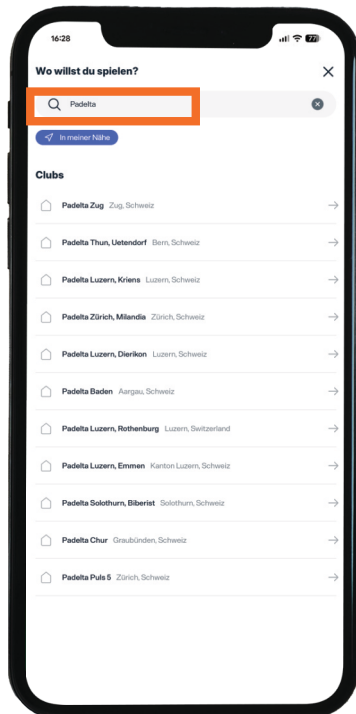 16:28
77
Wo willst du spielen?
Padelta
In meiner Nähe
Clubs
Padelta Zug Zug, Schweiz
Padelta Thun, Uetendorf Bern, Schweiz
Padelta Luzern, Kriens Luzern, Schweiz
Padelta Zürich, Milandia Zürich, Schweiz
Padelta Luzern, Dierikon Luzern, Schweiz
Padelta Baden Aargau, Schweiz
Padelta Luzern, Rothenburg Luzern, Switzerland
Padelta Luzern, Emmen Kanton Luzern, Schweiz
Padelta Solothurn, Biberist Solothurn, Schweiz
Padelta Chur Graubünden, Schweiz
Padelta Puls 5 Zürich, Schweiz